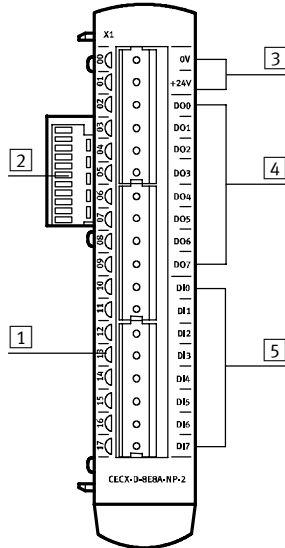 X1
00 0V
01 +24V
02 DO0
03 DO1
04 DO2
05 DO3
06 DO4
07 DO5
08 DO6
09 DO7
10 DI0
11 DI1
12 DI2
13 DI3
14 DI4
15 DI5
16 DI6
17 DI7
CECX-D-8E8A-NP-2
3
2
4
1
5